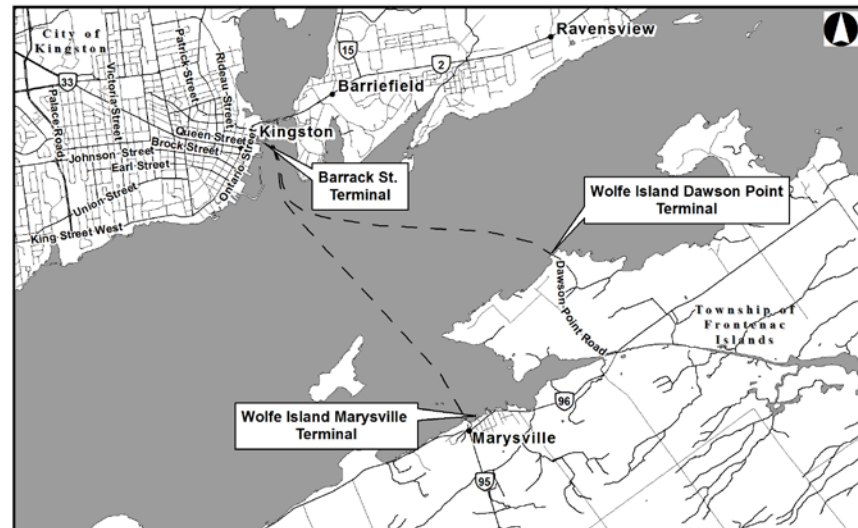 City of
Kingston
33
Palace Road
Victoria Street
Patrick Street
Rideau Street
15
2
Ravensview
Barriefield
Queen Street
Kingston
Johnson Street
Brock Street
Earl Street
Ontario Street
Union Street
King Street West
Barrack St.
Terminal
Wolfe Island Dawson Point
Terminal
Dawson Point Road
Township of
Frontenac
Islands
Wolfe Island Marysville
Terminal
96
Marysville
95